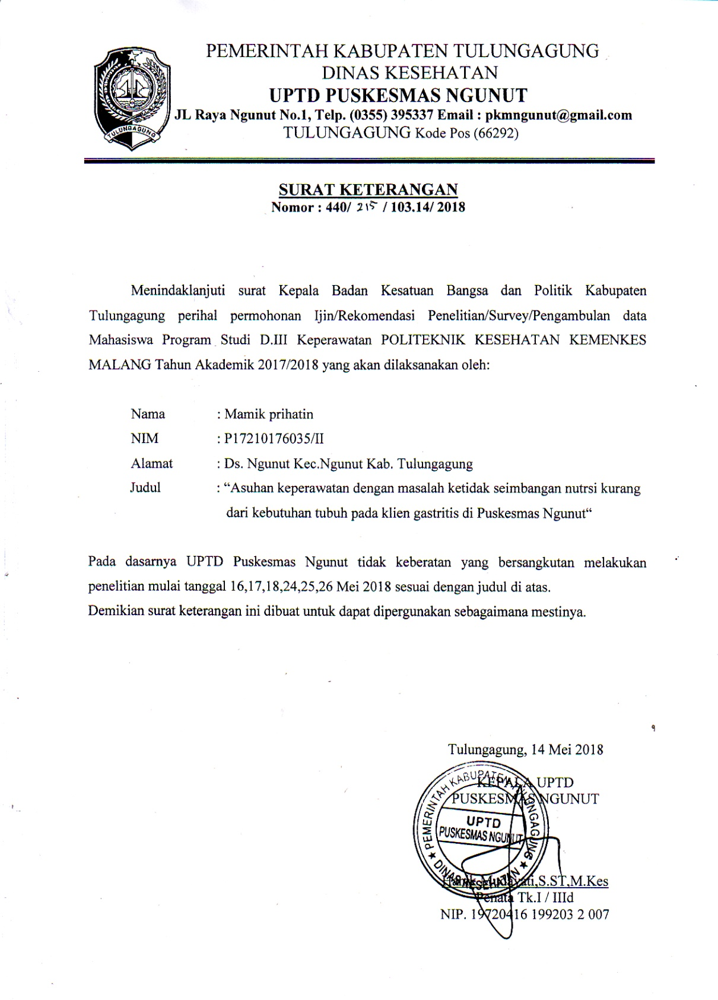 PEMERINTAH KABUPATEN TULUNGAGUNG
DINAS KESEHATAN
UPTD PUSKESMAS NGUNUT
JL Raya Ngunut No.1, Telp. (0355) 395337 Email : pkmngunut@gmail.com
TULUNGAGUNG Kode Pos (66292)
TULUNGAGUNG
SURAT KETERANGAN
Nomor : 440/ 215 / 103.14/ 2018
Menindaklanjuti surat Kepala Badan Kesatuan Bangsa dan Politik Kabupaten
Tulungagung perihal permohonan Ijin/Rekomendasi Penelitian/Survey/Pengambulan data
Mahasiswa Program Studi D.III Keperawatan POLITEKNIK KESEHATAN KEMENKES
MALANG Tahun Akademik 2017/2018 yang akan dilaksanakan oleh:
Nama : Mamik prihatin
NIM : P17210176035/II
Alamat : Ds. Ngunut Kec.Ngunut Kab. Tulungagung
Judul : “Asuhan keperawatan dengan masalah ketidak seimbangan nutrsi kurang
dari kebutuhan tubuh pada klien gastritis di Puskesmas Ngunut“
Pada dasarnya UPTD Puskesmas Ngunut tidak keberatan yang bersangkutan melakukan
penelitian mulai tanggal 16,17,18,24,25,26 Mei 2018 sesuai dengan judul di atas.
Demikian surat keterangan ini dibuat untuk dapat dipergunakan sebagaimana mestinya.
Tulungagung, 14 Mei 2018
KEPALA UPTD
PUSKESMAS NGUNUT
PEMERINTAH KABUPATEN TULUNGAGUNG
UPTD
PUSKESMAS NGUNUT
★ DINAS KESEHATAN ★
S.ST,M.Kes
Penata Tk.I / IIId
NIP. 19720416 199203 2 007